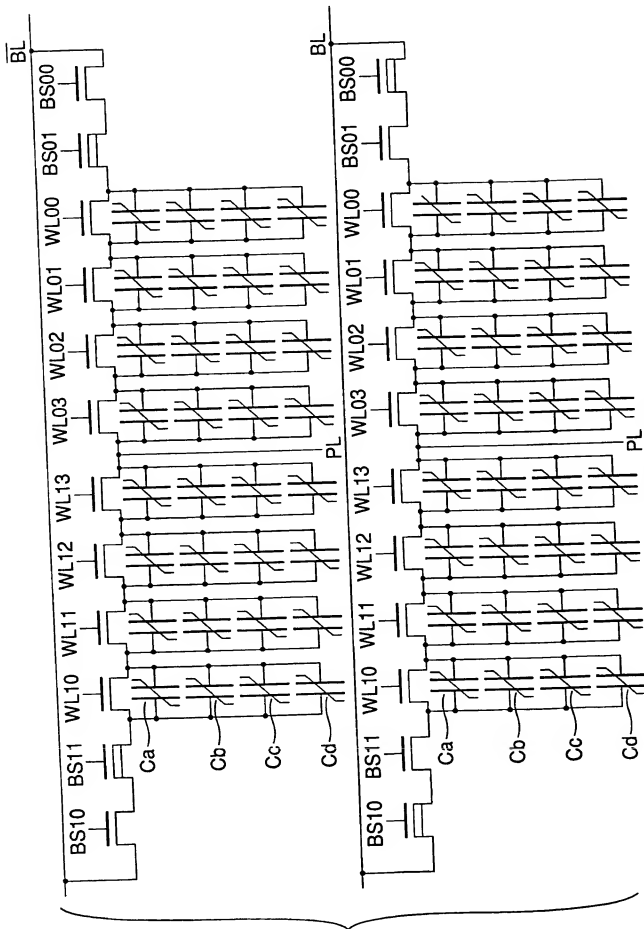 B̅L̅
BS10
BS11
WL10
WL11
WL12
WL13
WL03
WL02
WL01
WL00
BS01
BS00
Ca
Cb
Cc
Cd
PL
BL
BS10
BS11
WL10
WL11
WL12
WL13
WL03
WL02
WL01
WL00
BS01
BS00
Ca
Cb
Cc
Cd
PL